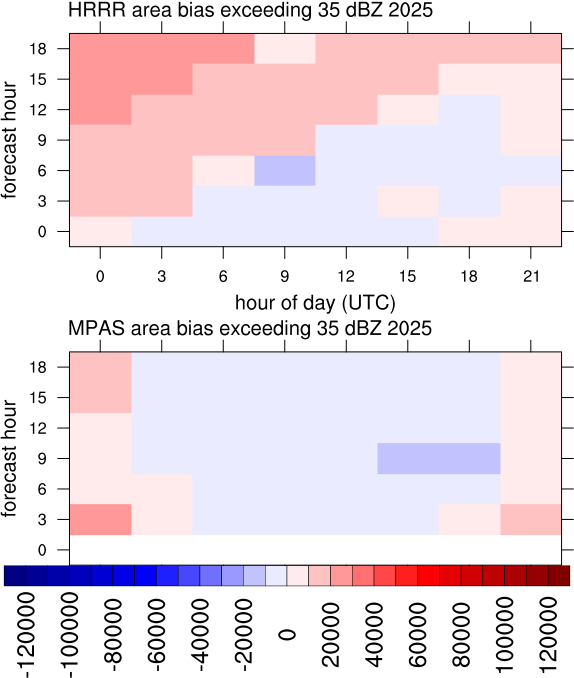 HRRR area bias exceeding 35 dBZ 2025
forecast hour
18
15
12
9
6
3
0
0 3 6 9 12 15 18 21
hour of day (UTC)
MPAS area bias exceeding 35 dBZ 2025
forecast hour
18
15
12
9
6
3
0
-120000 -100000 -80000 -60000 -40000 -20000 0 20000 40000 60000 80000 100000 120000